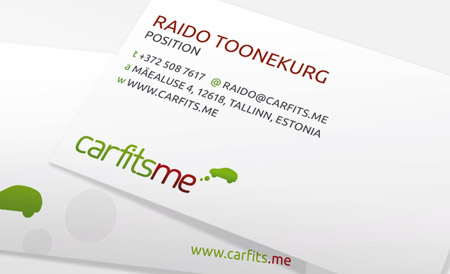 RAIDO TOONEKURG
POSITION
t +372 508 7617 @ RAIDO@CARFITS.ME
a MÄEALUSE 4, 12618, TALLINN, ESTONIA
w WWW.CARFITS.ME
carfitsme
www.carfits.me